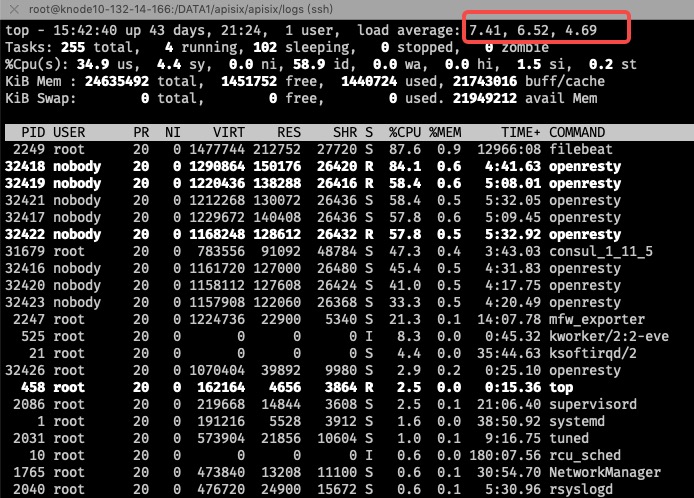 root@knode10-132-14-166:/DATA1/apisix/apisix/logs (ssh)
top - 15:42:40 up 43 days, 21:24,  1 user,  load average: 7.41, 6.52, 4.69
Tasks: 255 total,   4 running, 102 sleeping,   0 stopped,   0 zombie
%Cpu(s): 34.9 us,  4.4 sy,  0.0 ni, 58.9 id,  0.0 wa,  0.0 hi,  1.5 si,  0.2 st
KiB Mem : 24635492 total,  1451752 free,  1440724 used, 21743016 buff/cache
KiB Swap:        0 total,        0 free,        0 used. 21949212 avail Mem
PID USER PR NI VIRT RES SHR S %CPU %MEM TIME+ COMMAND
2249 root 20 0 1477744 212752 27720 S 87.6 0.9 12966:08 filebeat
32418 nobody 20 0 1290864 150176 26420 R 84.1 0.6 4:41.63 openresty
32419 nobody 20 0 1220436 138288 26416 R 58.4 0.6 5:08.01 openresty
32421 nobody 20 0 1212268 130072 26436 S 58.4 0.5 5:32.05 openresty
32417 nobody 20 0 1229672 140408 26436 S 57.8 0.6 5:09.45 openresty
32422 nobody 20 0 1168248 128612 26432 R 57.8 0.5 5:32.92 openresty
31679 root 20 0 783556 91092 48784 S 47.3 0.4 3:43.03 consul_1_11_5
32416 nobody 20 0 1161720 127000 26480 S 45.4 0.5 4:31.83 openresty
32420 nobody 20 0 1158112 127608 26424 S 41.0 0.5 4:17.75 openresty
32423 nobody 20 0 1157908 122060 26368 S 33.3 0.5 4:20.49 openresty
2247 root 20 0 1224736 22900 5340 S 21.3 0.1 14:07.78 mfw_exporter
525 root 20 0 0 0 0 I 8.3 0.0 0:45.32 kworker/2:2-eve
21 root 20 0 0 0 0 S 4.4 0.0 35:44.63 ksoftirqd/2
32426 root 20 0 1070404 39892 9980 S 2.9 0.2 0:25.10 openresty
458 root 20 0 162164 4656 3864 R 2.5 0.0 0:15.36 top
2086 root 20 0 219668 14844 3608 S 2.5 0.1 21:06.40 supervisord
1 root 20 0 191216 5528 3912 S 1.6 0.0 38:50.92 systemd
2031 root 20 0 573904 21856 10604 S 1.0 0.1 9:16.75 tuned
10 root 20 0 0 0 0 I 0.6 0.0 180:07.56 rcu_sched
1765 root 20 0 473840 13208 11100 S 0.6 0.1 30:54.70 NetworkManager
2040 root 20 0 476720 24900 15672 S 0.6 0.1 5:30.96 rsyslogd